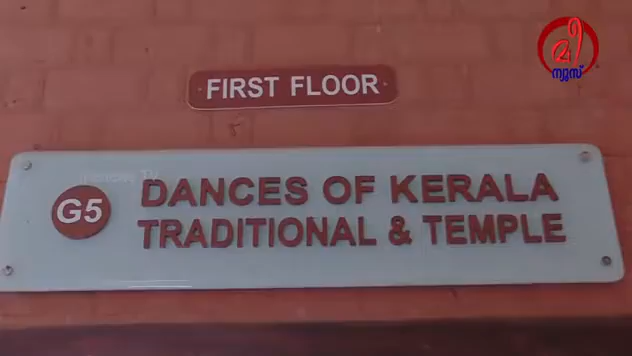 ന്യൂസ്
FIRST FLOOR
G5
DANCES OF KERALA
TRADITIONAL & TEMPLE